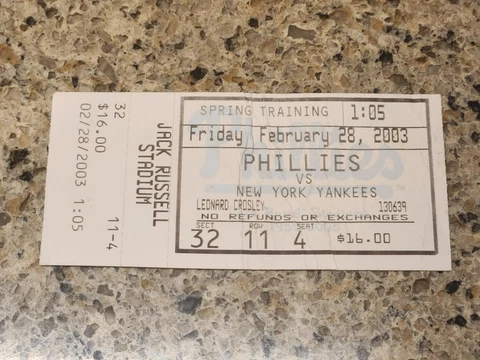 32
$16.00
02/28/2003 1:05
11-4
JACK RUSSELL
STADIUM
SPRING TRAINING 1:05
Friday February 28, 2003
PHILLIES
VS
NEW YORK YANKEES
LEONARD CROSLEY 130639
NO REFUNDS OR EXCHANGES
SECT ROW SEAT
32 11 4 $16.00